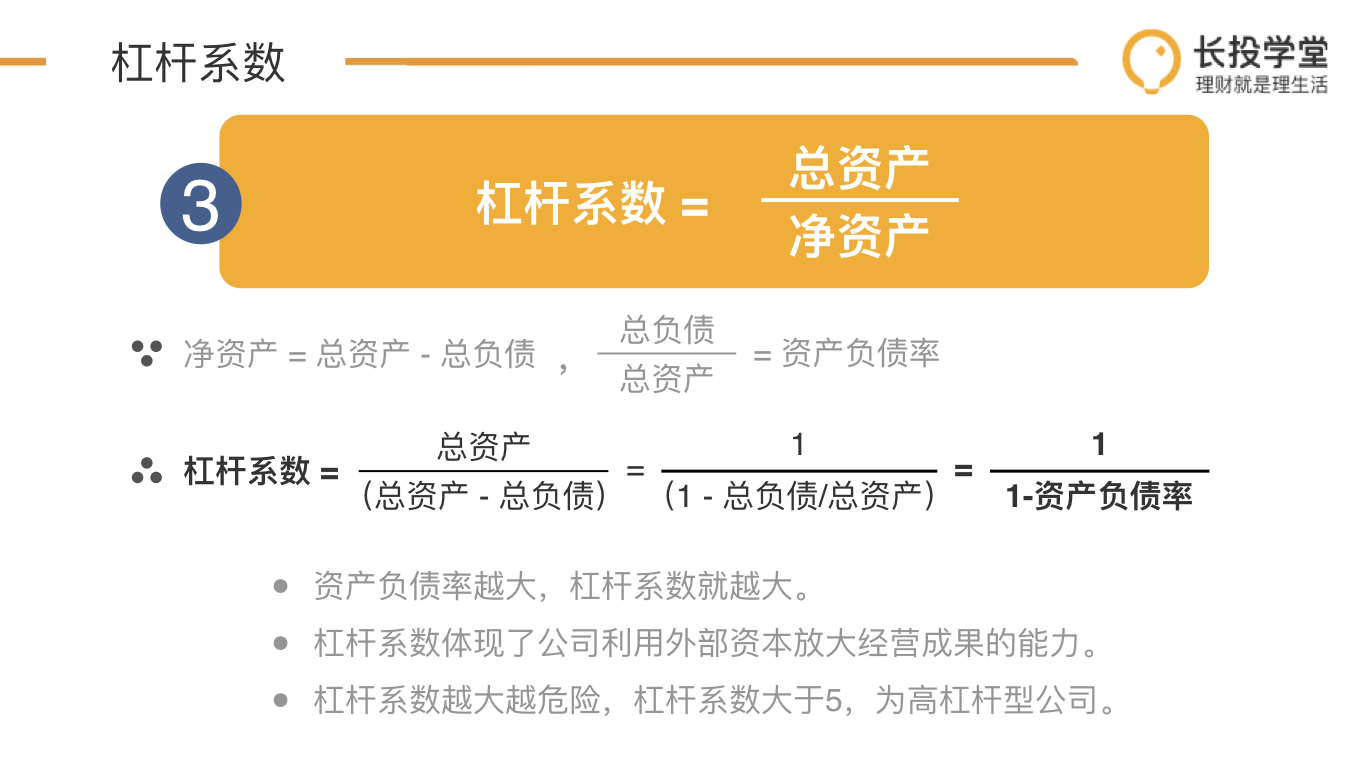 杠杆系数
长投学堂
理财就是理生活
3
杠杆系数 = 总资产 / 净资产
∵ 净资产 = 总资产 - 总负债 , 总负债 / 总资产 = 资产负债率
∴ 杠杆系数 = 总资产 / (总资产 - 总负债) = 1 / (1 - 总负债/总资产) = 1 / 1-资产负债率
● 资产负债率越大，杠杆系数就越大。
● 杠杆系数体现了公司利用外部资本放大经营成果的能力。
● 杠杆系数越大越危险，杠杆系数大于5，为高杠杆型公司。